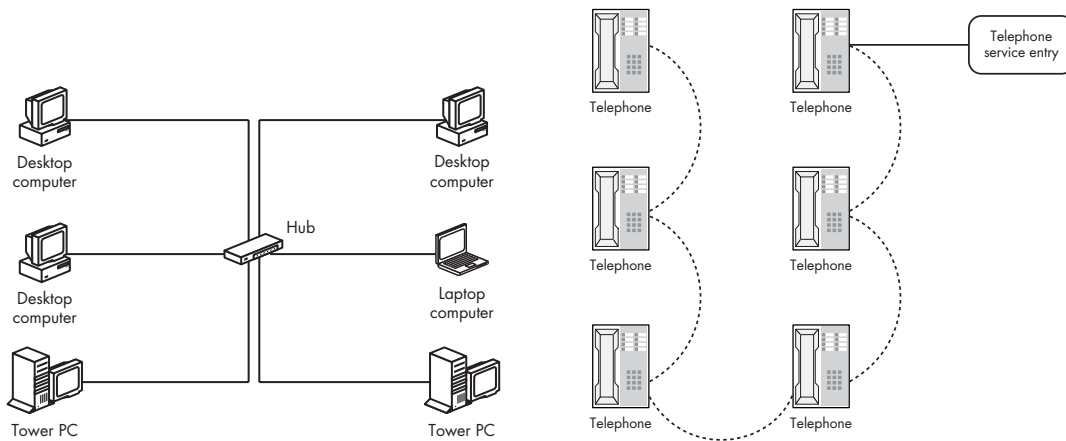 Desktop
computer
Desktop
computer
Hub
Desktop
computer
Laptop
computer
Tower PC
Tower PC
Telephone
Telephone
Telephone
service entry
Telephone
Telephone
Telephone
Telephone